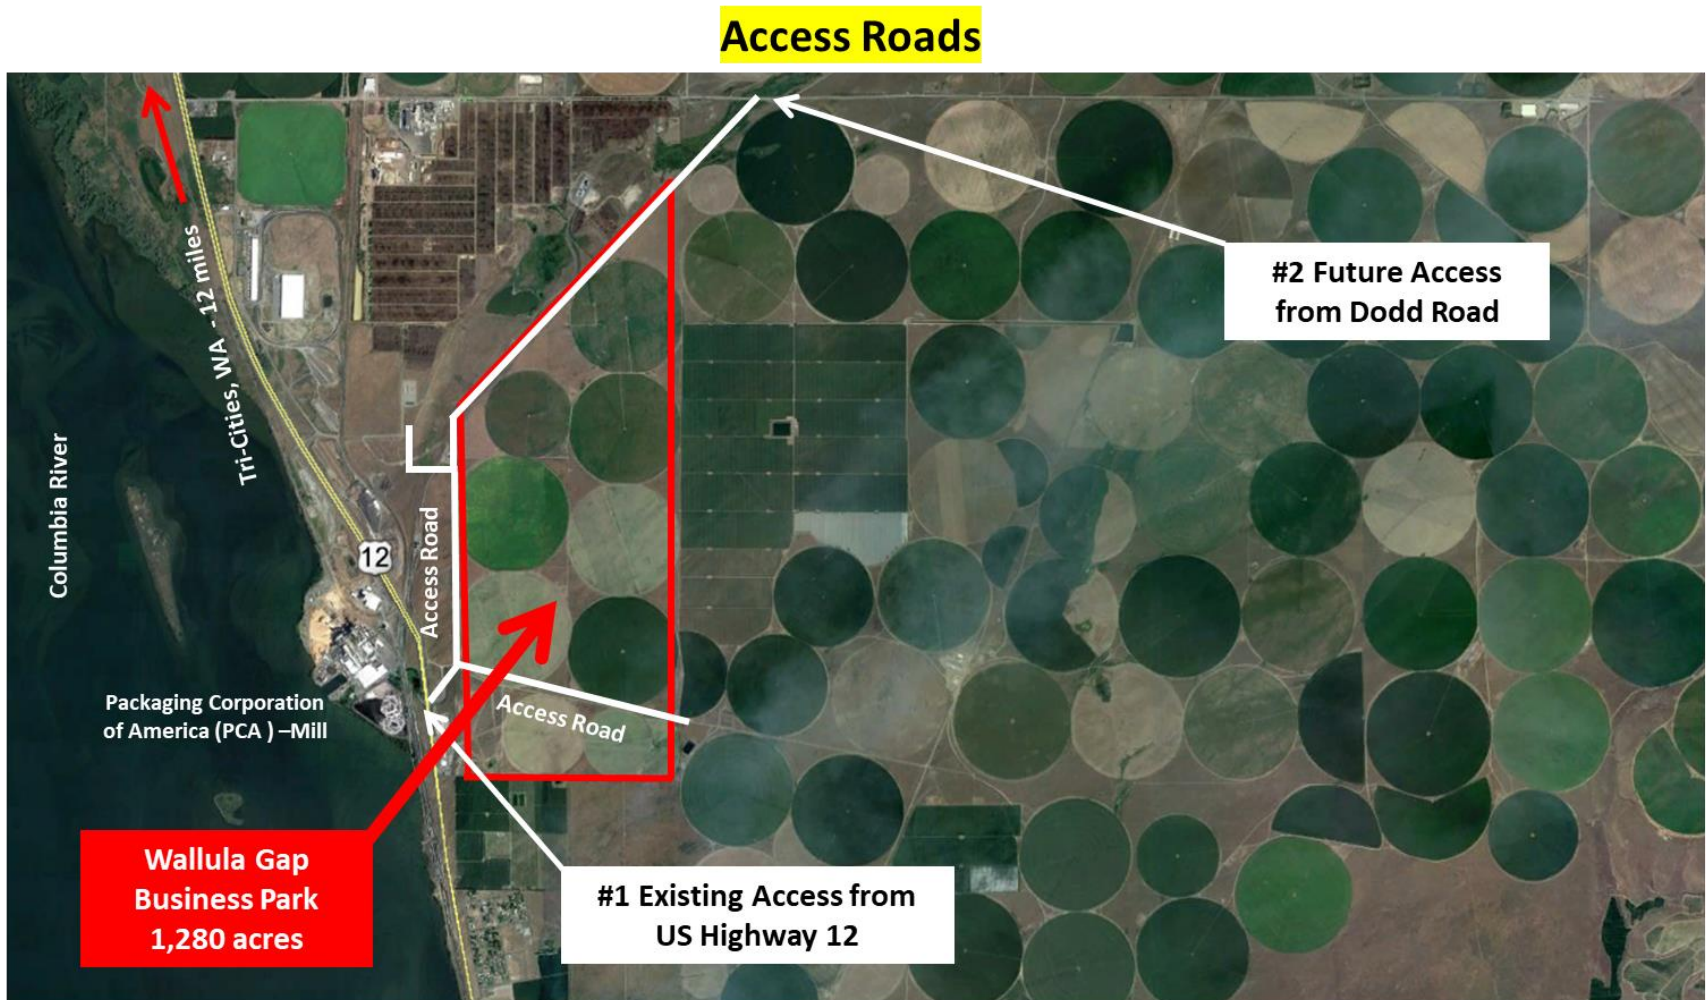 Access Roads
Tri-Cities, WA - 12 miles
#2 Future Access
from Dodd Road
Columbia River
12
Access Road
Packaging Corporation
of America (PCA ) –Mill
Access Road
Wallula Gap
Business Park
1,280 acres
#1 Existing Access from
US Highway 12